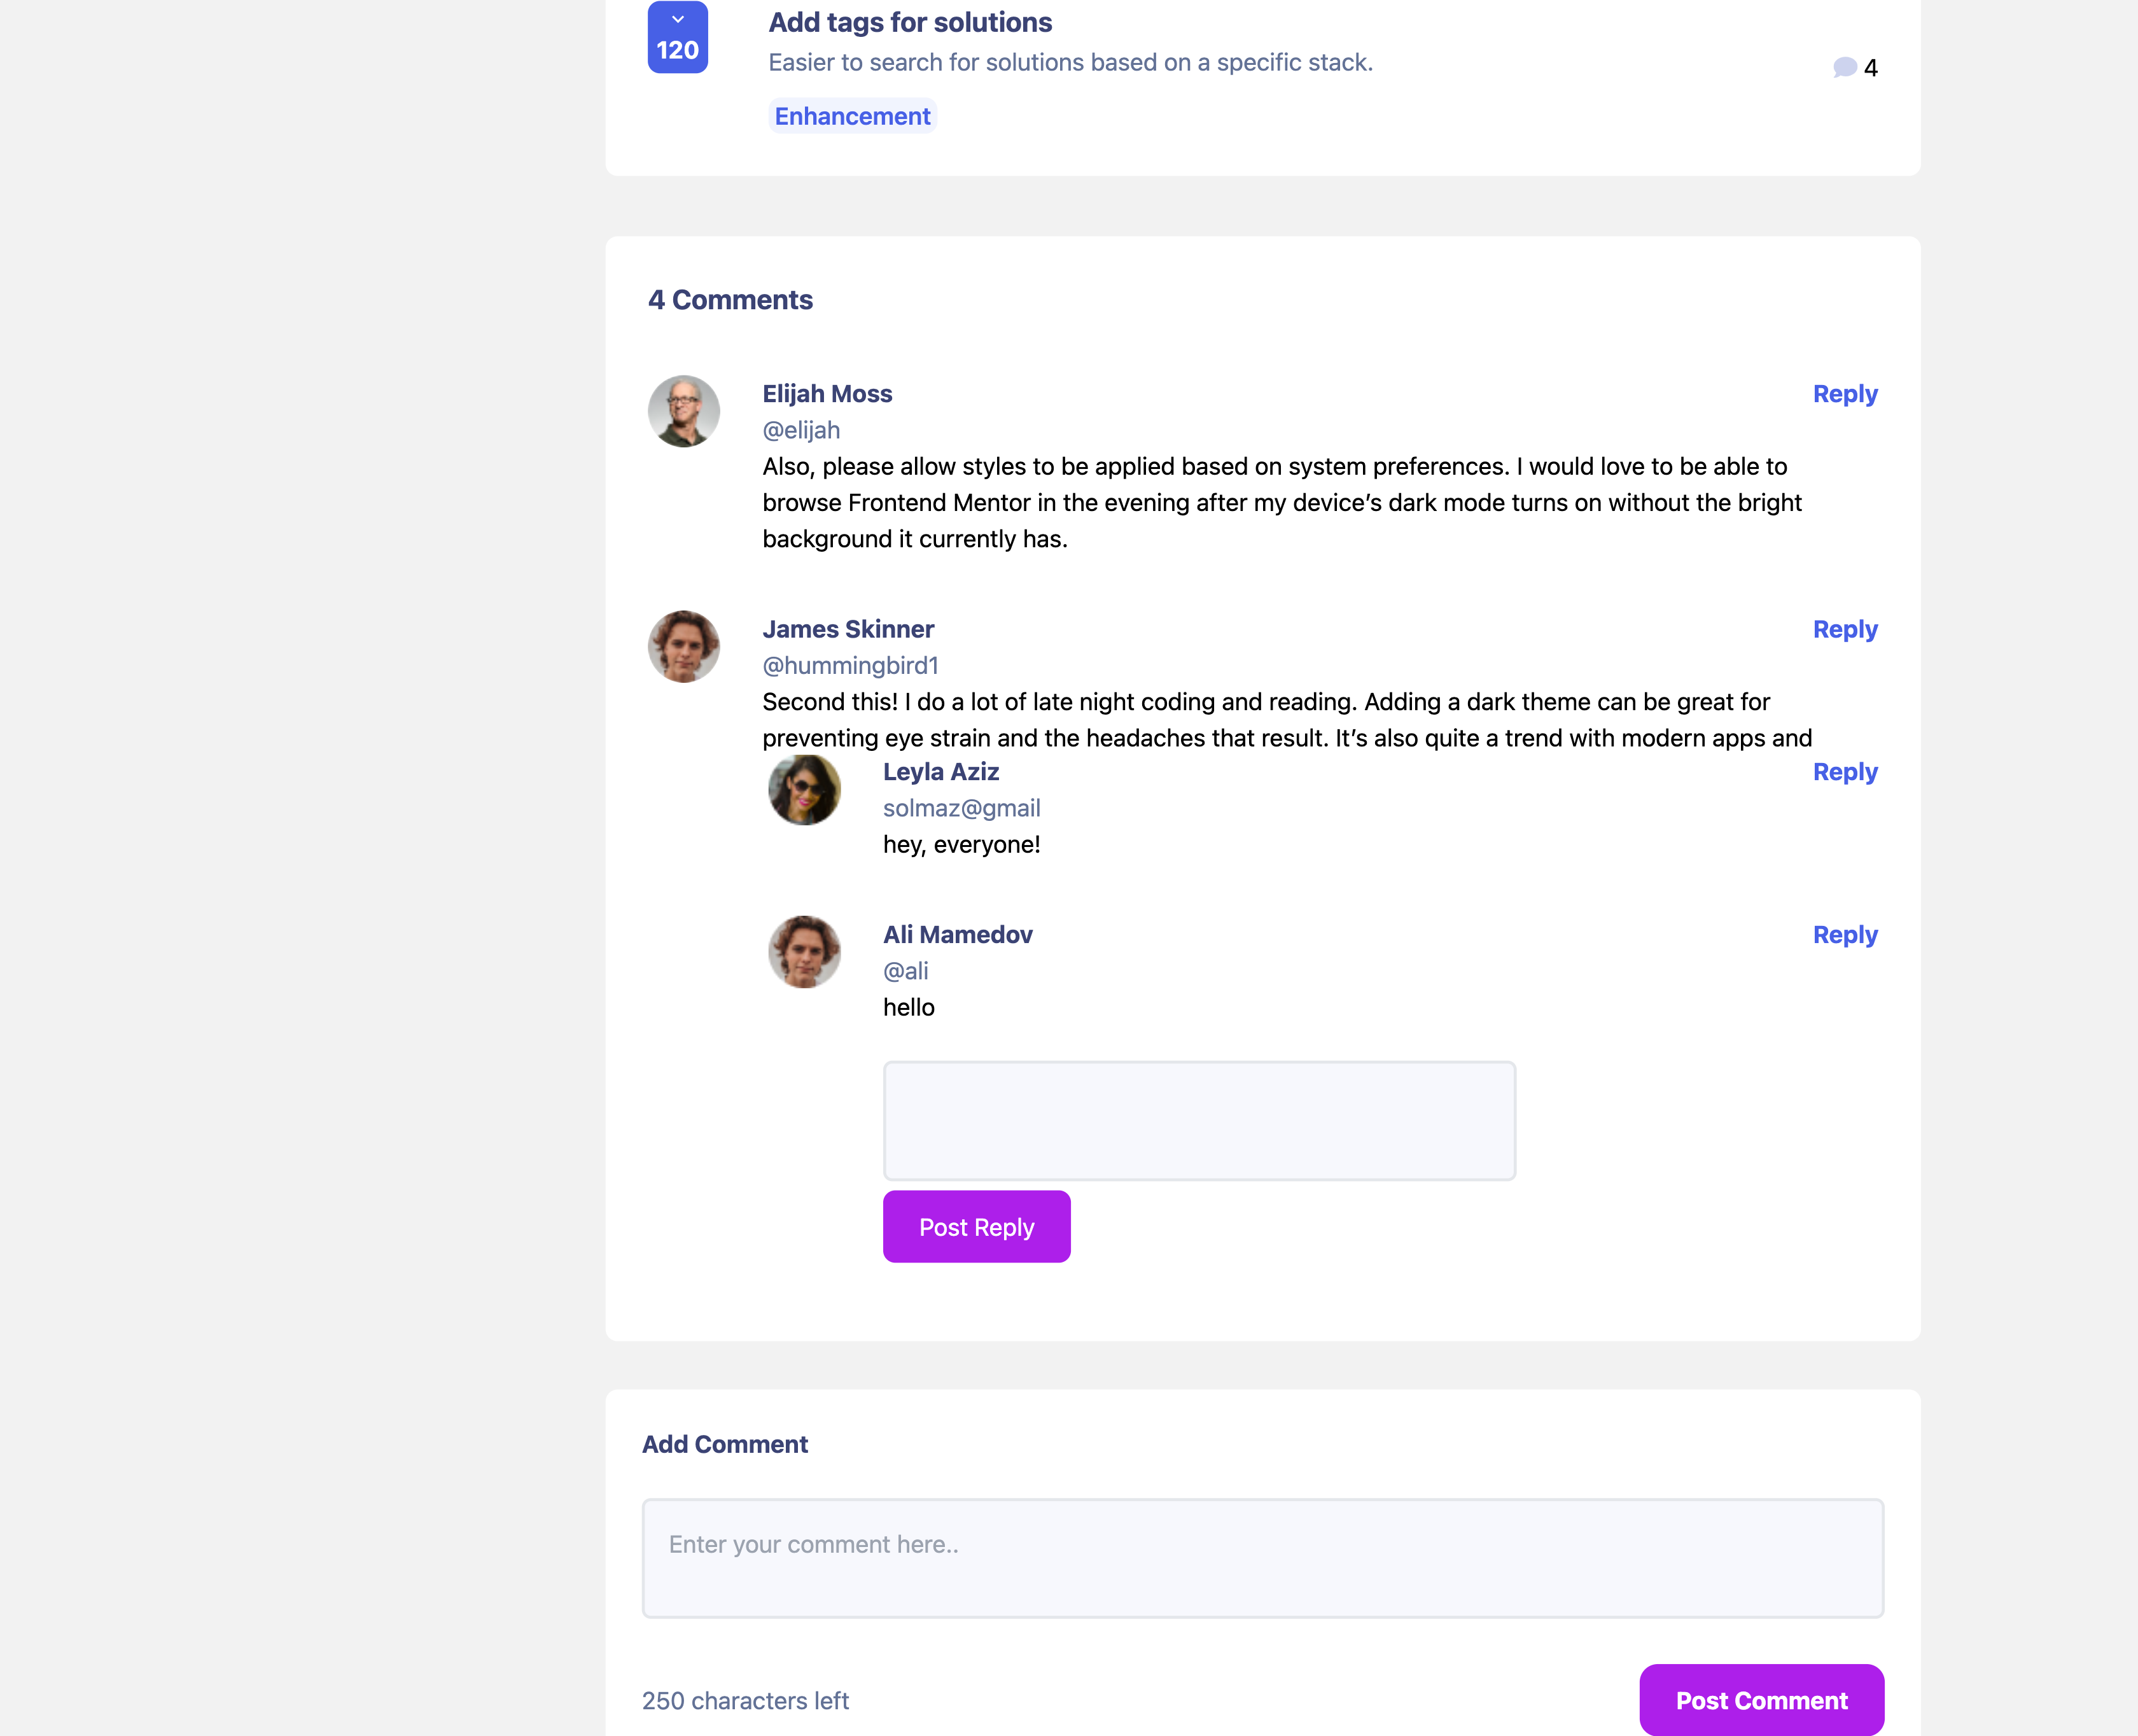 120
Add tags for solutions
Easier to search for solutions based on a specific stack.
4
Enhancement
4 Comments
Elijah Moss
Reply
@elijah
Also, please allow styles to be applied based on system preferences. I would love to be able to
browse Frontend Mentor in the evening after my device’s dark mode turns on without the bright
background it currently has.
James Skinner
Reply
@hummingbird1
Second this! I do a lot of late night coding and reading. Adding a dark theme can be great for
preventing eye strain and the headaches that result. It’s also quite a trend with modern apps and
Leyla Aziz
Reply
solmaz@gmail
hey, everyone!
Ali Mamedov
Reply
@ali
hello
Post Reply
Add Comment
Enter your comment here..
250 characters left
Post Comment